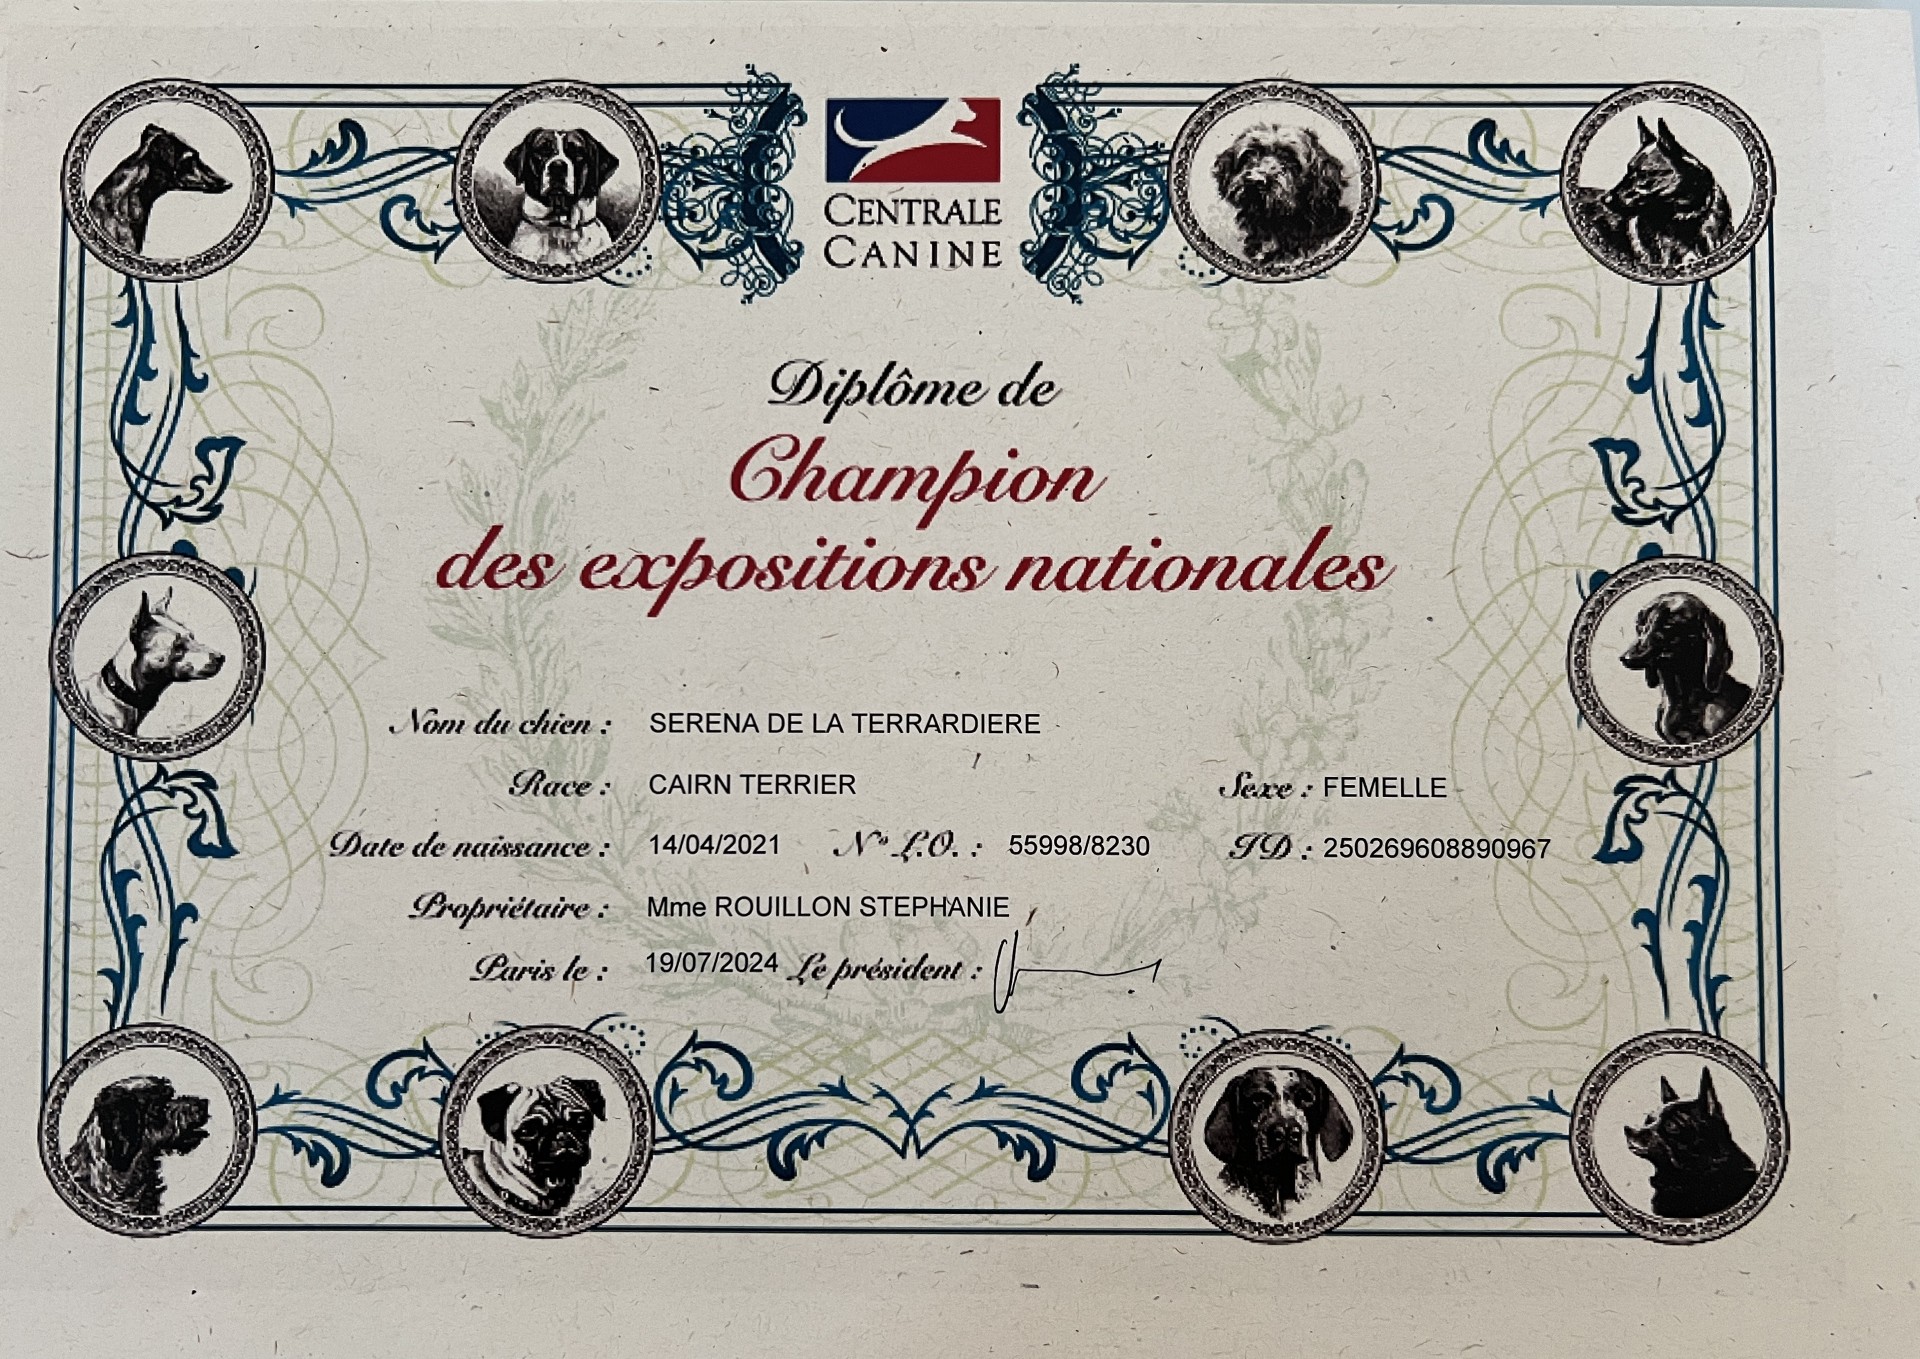 CENTRALE
CANINE
Diplôme de
Champion
des expositions nationales
Nom du chien : SERENA DE LA TERRARDIERE
Race : CAIRN TERRIER Sexe : FEMELLE
Date de naissance : 14/04/2021 N° L.O. : 55998/8230 ID : 250269608890967
Propriétaire : Mme ROUILLON STEPHANIE
Paris le : 19/07/2024 Le président :